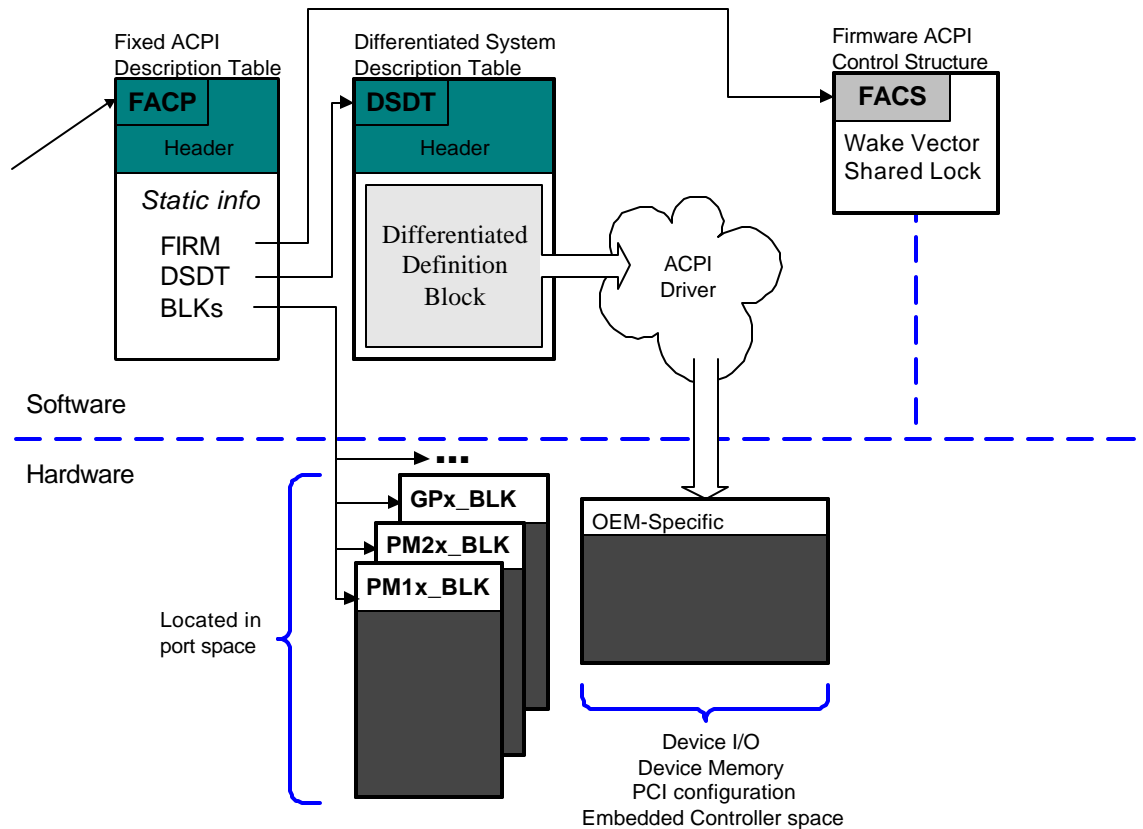 Fixed ACPI
Description Table
FACP
Header
Static info
FIRM
DSDT
BLKs
Differentiated System
Description Table
DSDT
Header
Differentiated
Definition
Block
ACPI
Driver
Firmware ACPI
Control Structure
FACS
Wake Vector
Shared Lock
Software
Hardware
...
GPx_BLK
PM2x_BLK
PM1x_BLK
Located in
port space
OEM-Specific
Device I/O
Device Memory
PCI configuration
Embedded Controller space